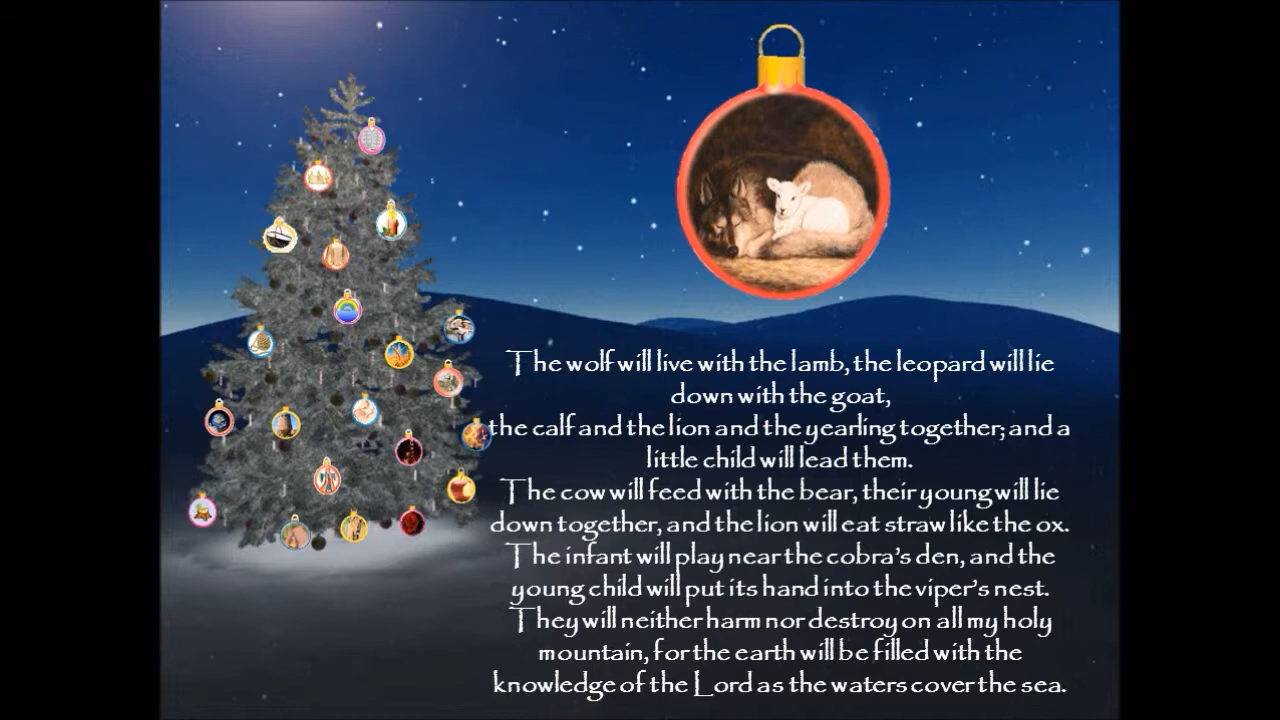 The wolf will live with the lamb, the leopard will lie
down with the goat,
the calf and the lion and the yearling together; and a
little child will lead them.
The cow will feed with the bear, their young will lie
down together, and the lion will eat straw like the ox.
The infant will play near the cobra's den, and the
young child will put its hand into the viper's nest.
They will neither harm nor destroy on all my holy
mountain, for the earth will be filled with the
knowledge of the Lord as the waters cover the sea.